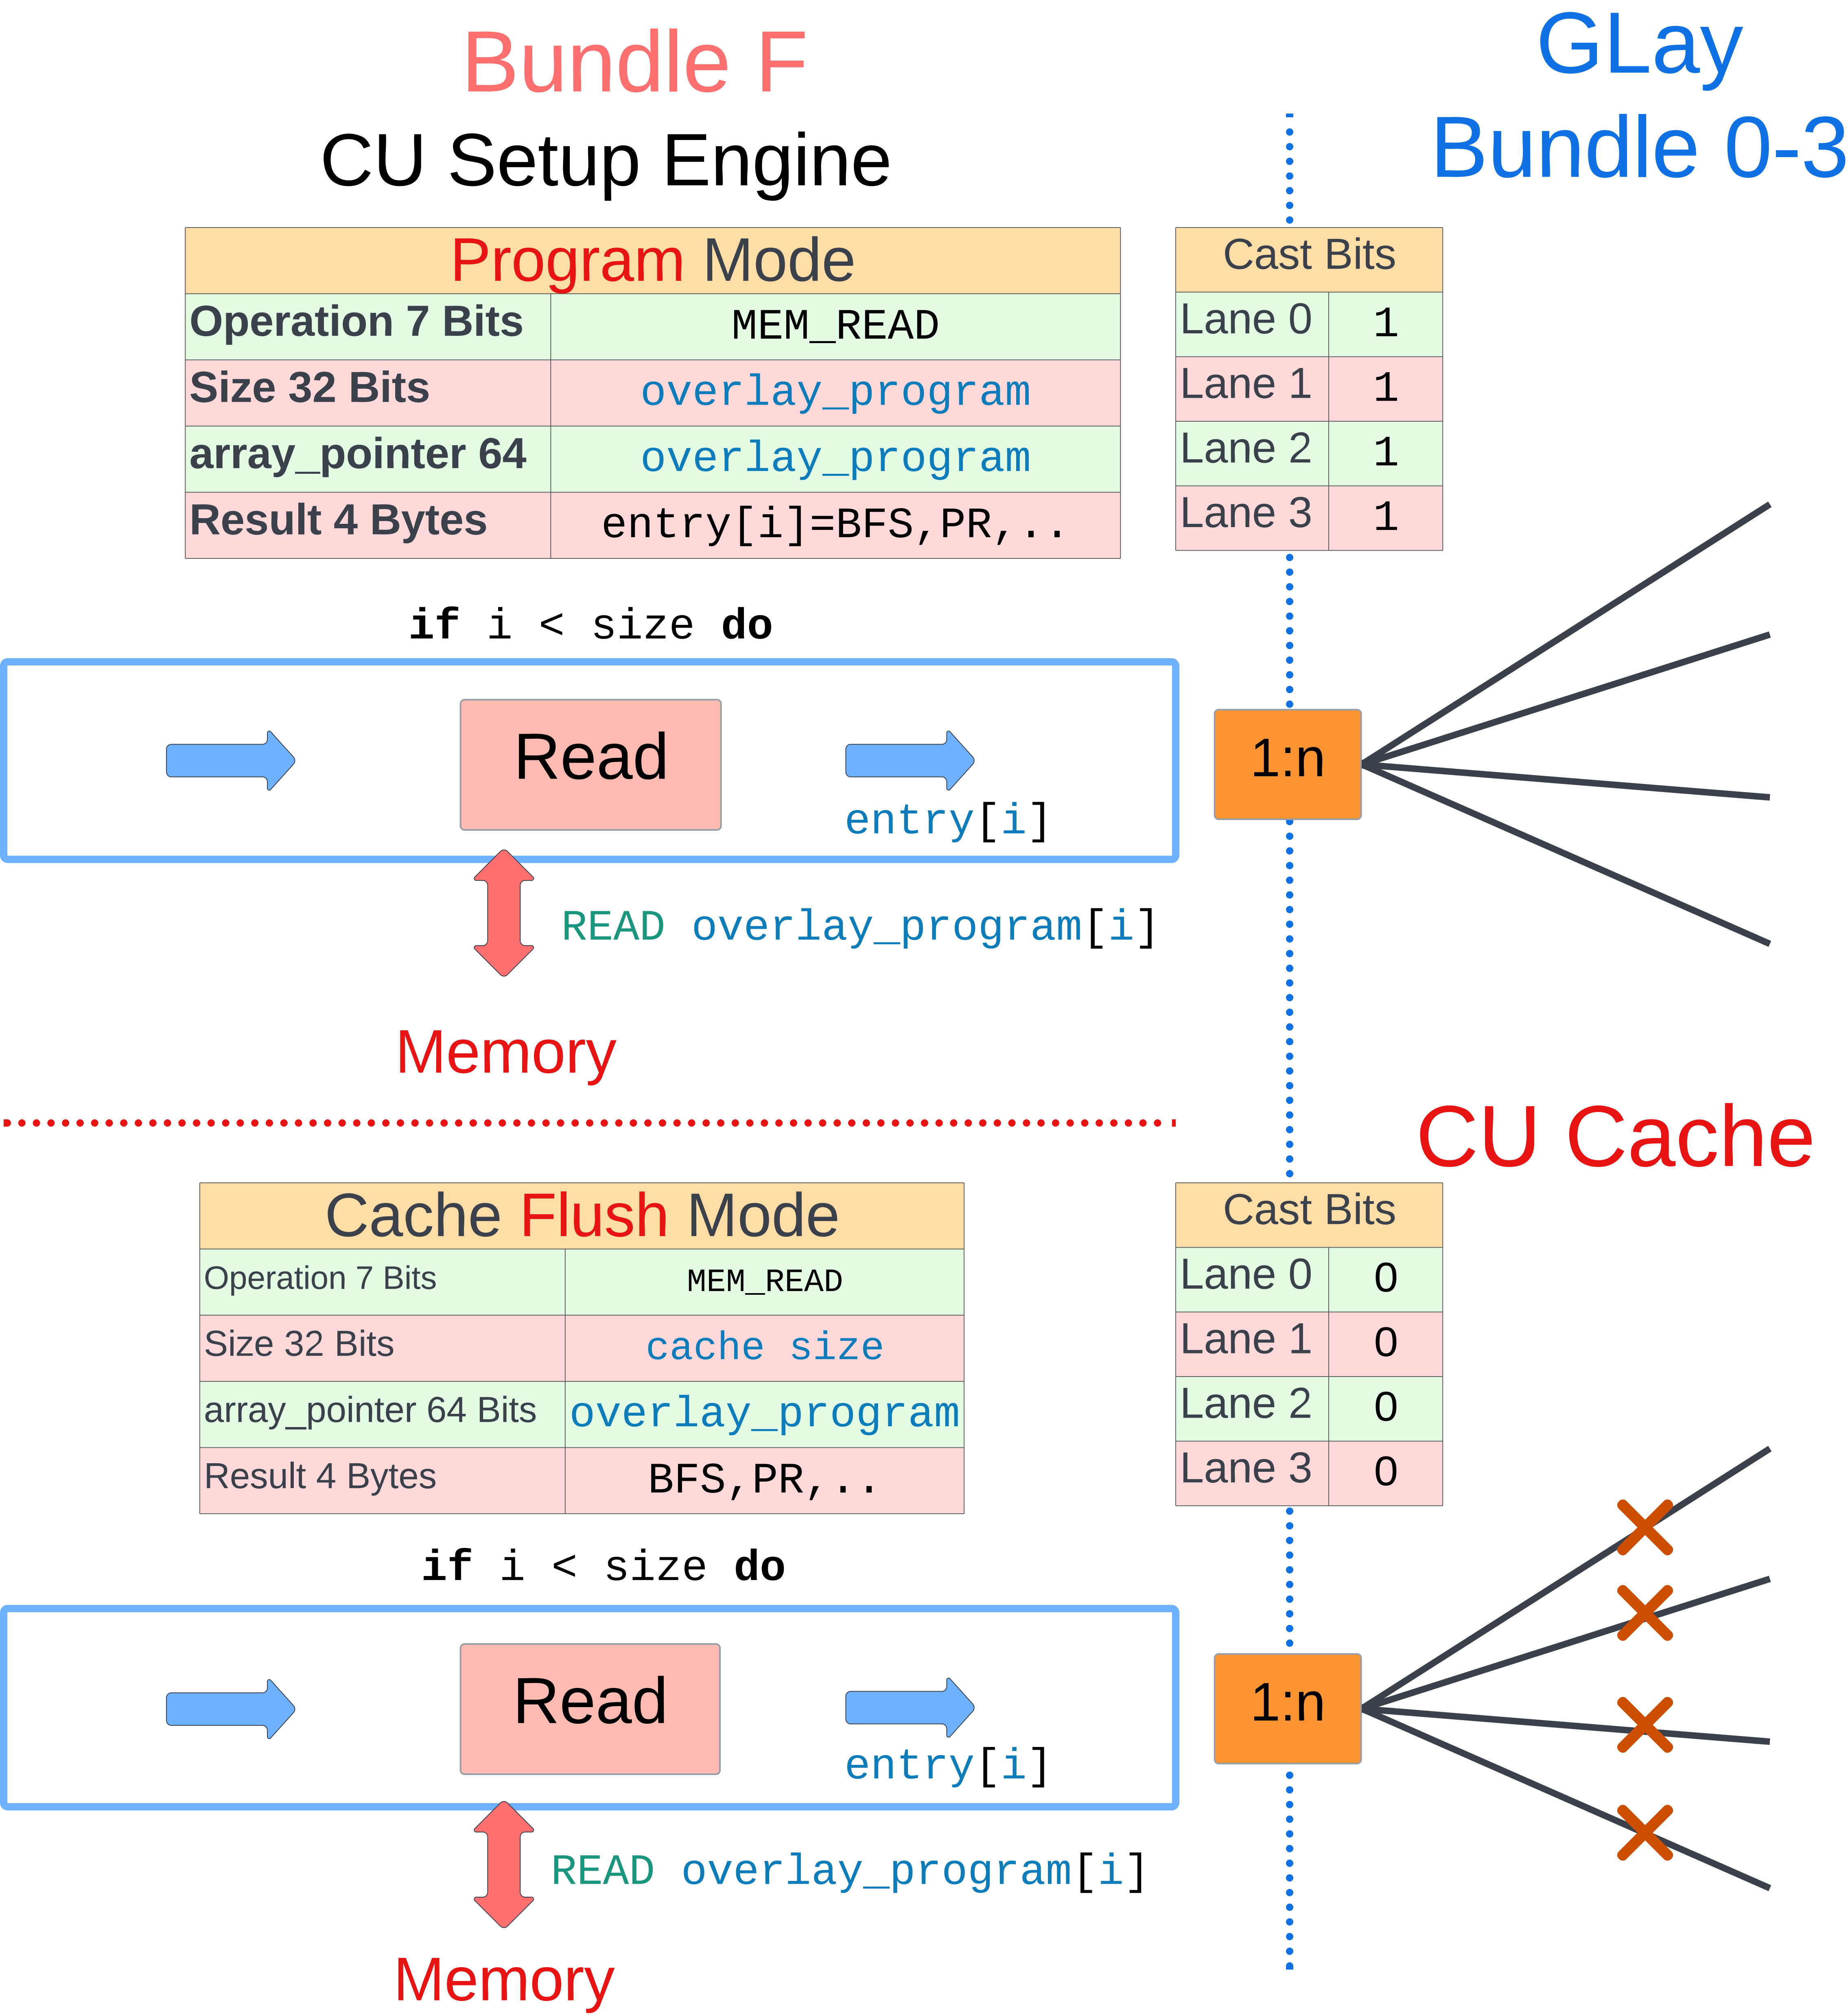 Bundle F
CU Setup Engine
GLay
Bundle 0-3
Program Mode
Operation 7 Bits MEM_READ
Size 32 Bits overlay_program
array_pointer 64 overlay_program
Result 4 Bytes entry[i]=BFS,PR,..
Cast Bits
Lane 0 1
Lane 1 1
Lane 2 1
Lane 3 1
if i < size do
Read
entry[i]
1:n
READ overlay_program[i]
Memory
CU Cache
Cache Flush Mode
Operation 7 Bits MEM_READ
Size 32 Bits cache size
array_pointer 64 Bits overlay_program
Result 4 Bytes BFS,PR,..
Cast Bits
Lane 0 0
Lane 1 0
Lane 2 0
Lane 3 0
if i < size do
Read
entry[i]
1:n
READ overlay_program[i]
Memory